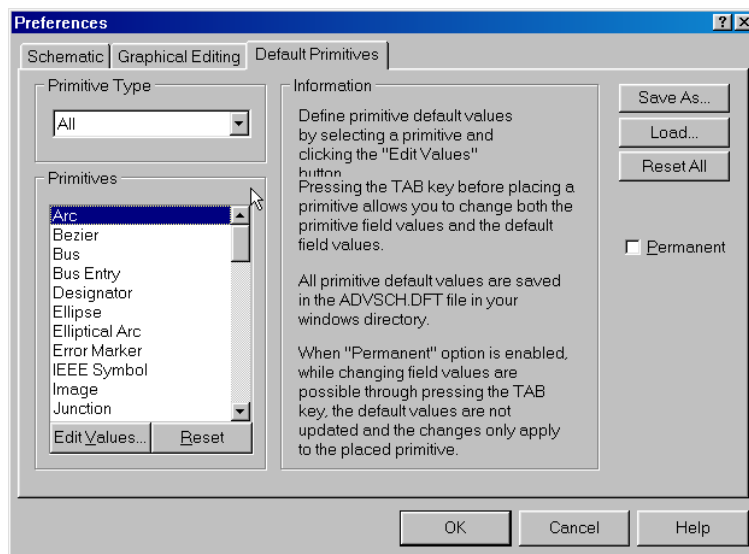 Preferences
Schematic Graphical Editing Default Primitives
Primitive Type
All
Primitives
Arc
Bezier
Bus
Bus Entry
Designator
Ellipse
Elliptical Arc
Error Marker
IEEE Symbol
Image
Junction
Edit Values... Reset
Information
Define primitive default values
by selecting a primitive and
clicking the "Edit Values"
button
Pressing the TAB key before placing a
primitive allows you to change both the
primitive field values and the default
field values.
All primitive default values are saved
in the ADVSCH.DFT file in your
windows directory.
When "Permanent" option is enabled,
while changing field values are
possible through pressing the TAB
key, the default values are not
updated and the changes only apply
to the placed primitive.
Save As...
Load...
Reset All
Permanent
OK Cancel Help